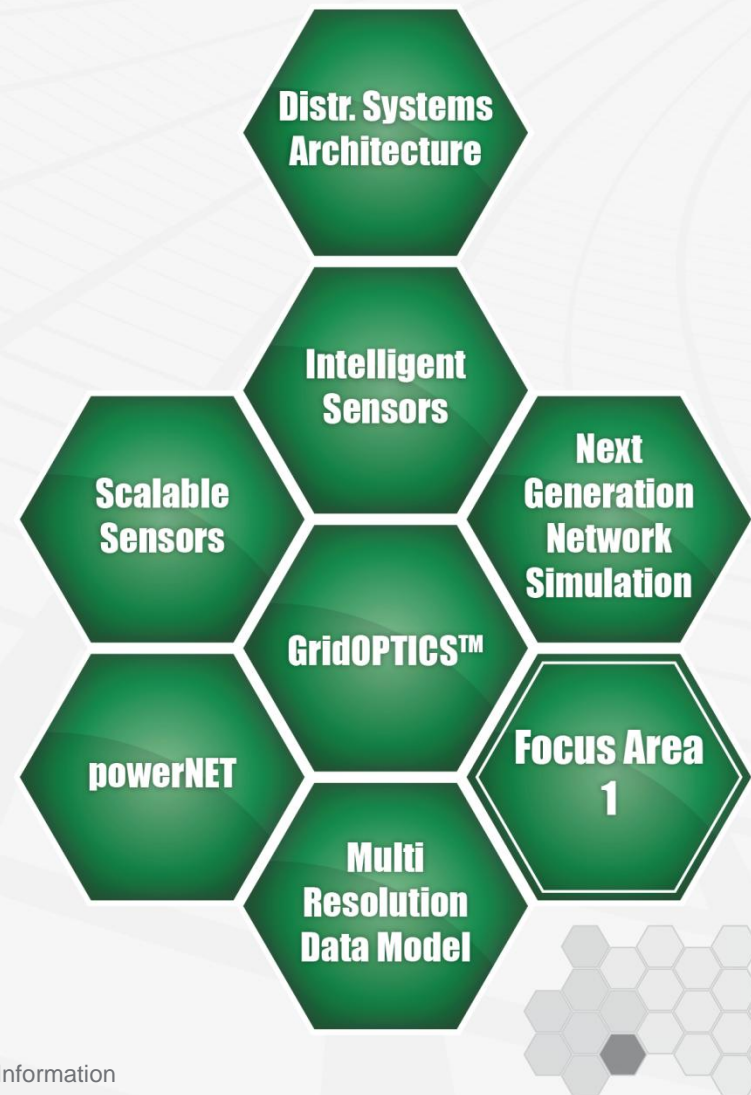 Distr. Systems
Architecture
Intelligent
Sensors
Scalable
Sensors
Next
Generation
Network
Simulation
GridOPTICS™
powerNET
Focus Area
1
Multi
Resolution
Data Model
Information